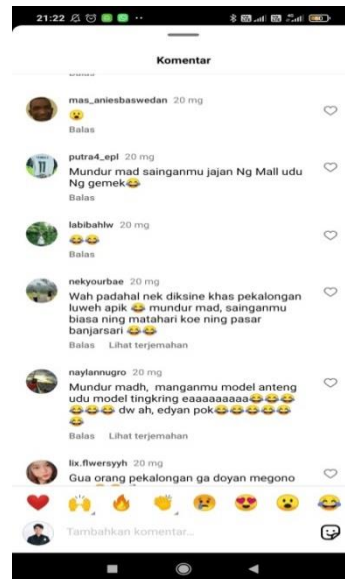 21:22
Komentar
Balas
mas_aniesbaswedan 20 mg
😮
Balas
putra4_epl 20 mg
Mundur mad sainganmu jajan Ng Mall udu
Ng gemek😂
Balas
labibahlw 20 mg
😂😂
Balas
nekyourbae 20 mg
Wah padahal nek diksine khas pekalongan
luweh apik 😂 mundur mad, sainganmu
biasa ning matahari koe ning pasar
banjarsari 😂😂
Balas Lihat terjemahan
naylannugro 20 mg
Mundur madh, manganmu model anteng
udu model tingkring eaaaaaaaaa😂😂😂
😂😂😂 dw ah, edyan pok😂😂😂😂😂
😂
Balas Lihat terjemahan
lix.flwersyyh 20 mg
Gua orang pekalongan ga doyan megono
Tambahkan komentar...